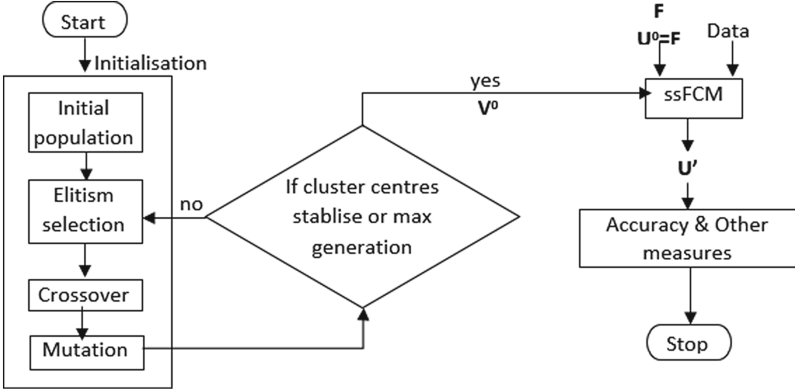 Start
Initialisation
Initial
population
Elitism
selection
Crossover
Mutation
no
If cluster centres
stablise or max
generation
yes
V⁰
F
U⁰=F
Data
ssFCM
U’
Accuracy & Other
measures
Stop